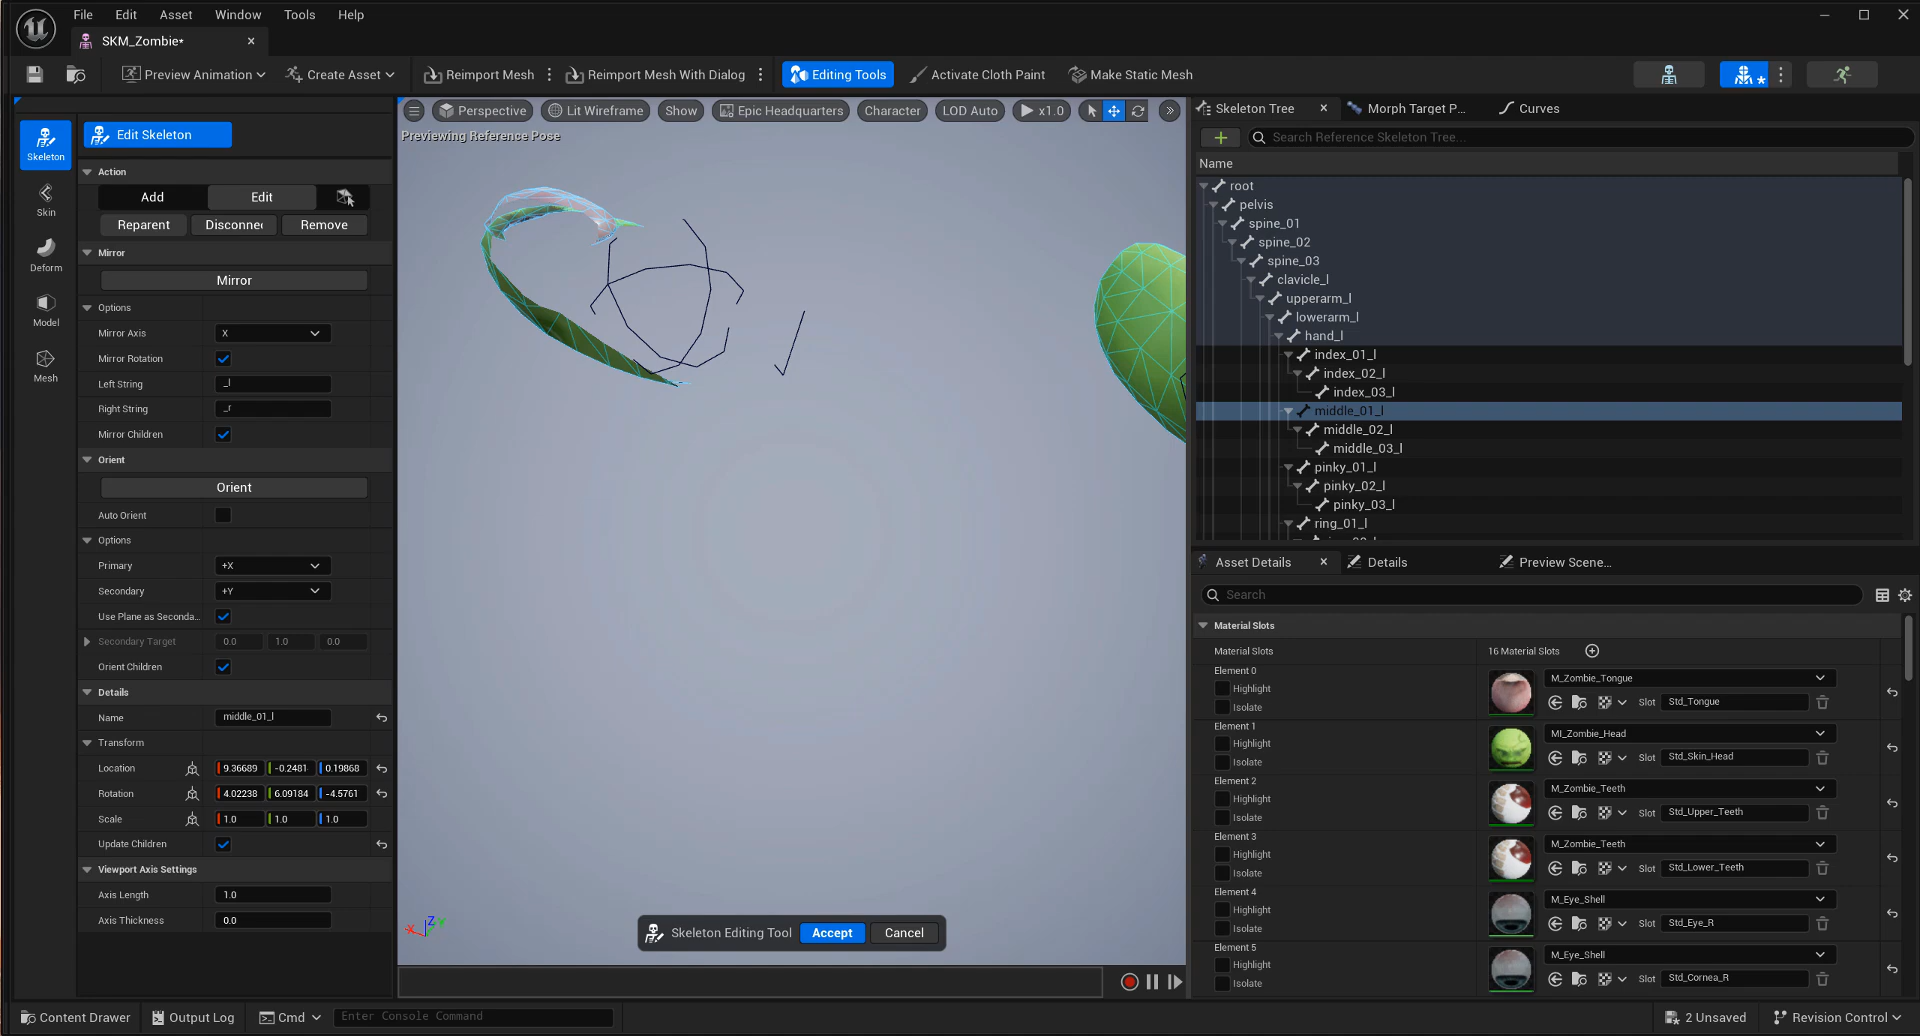 File Edit Asset Window Tools Help
SKM_Zombie*
Preview Animation Create Asset Reimport Mesh Reimport Mesh With Dialog Editing Tools Activate Cloth Paint Make Static Mesh
Skeleton
Skin
Deform
Model
Mesh
Edit Skeleton
Action
Add Edit
Reparent Disconnec Remove
Mirror
Mirror
Options
Mirror Axis X
Mirror Rotation
Left String _l
Right String _r
Mirror Children
Orient
Orient
Auto Orient
Options
Primary +X
Secondary +Y
Use Plane as Seconda...
Secondary Target 0.0 1.0 0.0
Orient Children
Details
Name middle_01_l
Transform
Location 9.36689 -0.2481 0.19868
Rotation 4.02238 6.09184 -4.5761
Scale 1.0 1.0 1.0
Update Children
Viewport Axis Settings
Axis Length 1.0
Axis Thickness 0.0
Perspective Lit Wireframe Show Epic Headquarters Character LOD Auto x1.0
Previewing Reference Pose
X Z Y
Skeleton Editing Tool Accept Cancel
Skeleton Tree Morph Target P... Curves
Search Reference Skeleton Tree...
Name
root
pelvis
spine_01
spine_02
spine_03
clavicle_l
upperarm_l
lowerarm_l
hand_l
index_01_l
index_02_l
index_03_l
middle_01_l
middle_02_l
middle_03_l
pinky_01_l
pinky_02_l
pinky_03_l
ring_01_l
Asset Details Details Preview Scene...
Search
Material Slots
Material Slots 16 Material Slots
Element 0
Highlight
Isolate
M_Zombie_Tongue
Slot Std_Tongue
Element 1
Highlight
Isolate
MI_Zombie_Head
Slot Std_Skin_Head
Element 2
Highlight
Isolate
M_Zombie_Teeth
Slot Std_Upper_Teeth
Element 3
Highlight
Isolate
M_Zombie_Teeth
Slot Std_Lower_Teeth
Element 4
Highlight
Isolate
M_Eye_Shell
Slot Std_Eye_R
Element 5
Highlight
Isolate
M_Eye_Shell
Slot Std_Cornea_R
Content Drawer Output Log Cmd Enter Console Command 2 Unsaved Revision Control